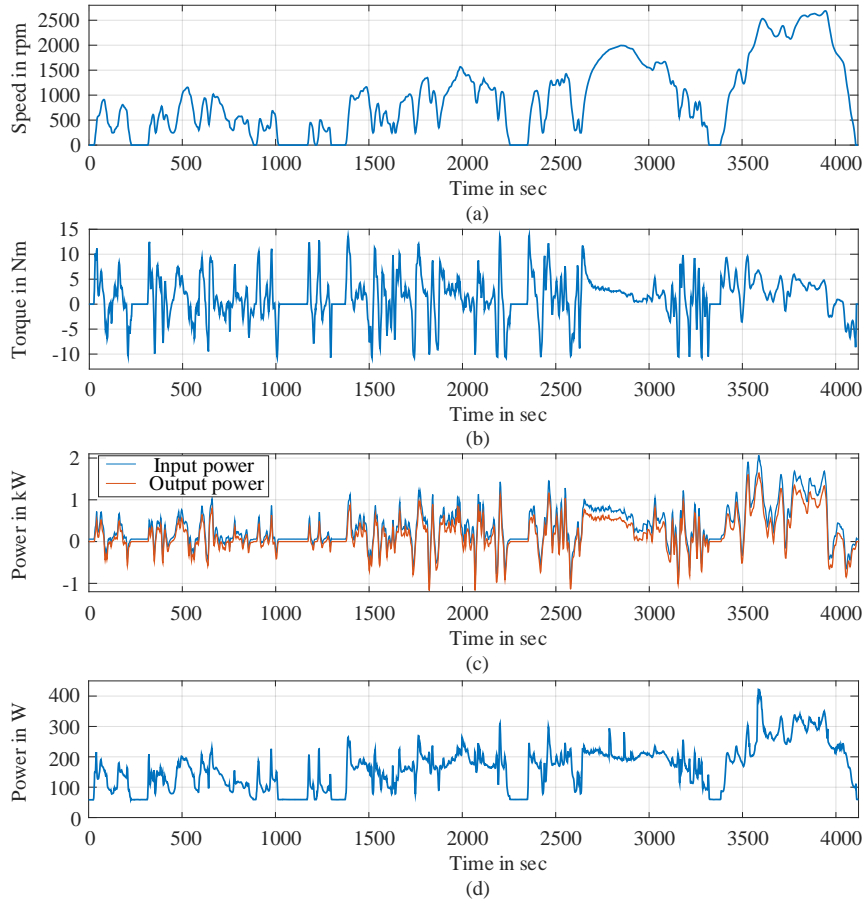 2500
2000
1500
1000
500
0
Speed in rpm
0 500 1000 1500 2000 2500 3000 3500 4000
Time in sec
(a)
15
10
5
0
-5
-10
Torque in Nm
0 500 1000 1500 2000 2500 3000 3500 4000
Time in sec
(b)
2
1
0
-1
Power in kW
Input power
Output power
0 500 1000 1500 2000 2500 3000 3500 4000
Time in sec
(c)
400
300
200
100
0
Power in W
0 500 1000 1500 2000 2500 3000 3500 4000
Time in sec
(d)